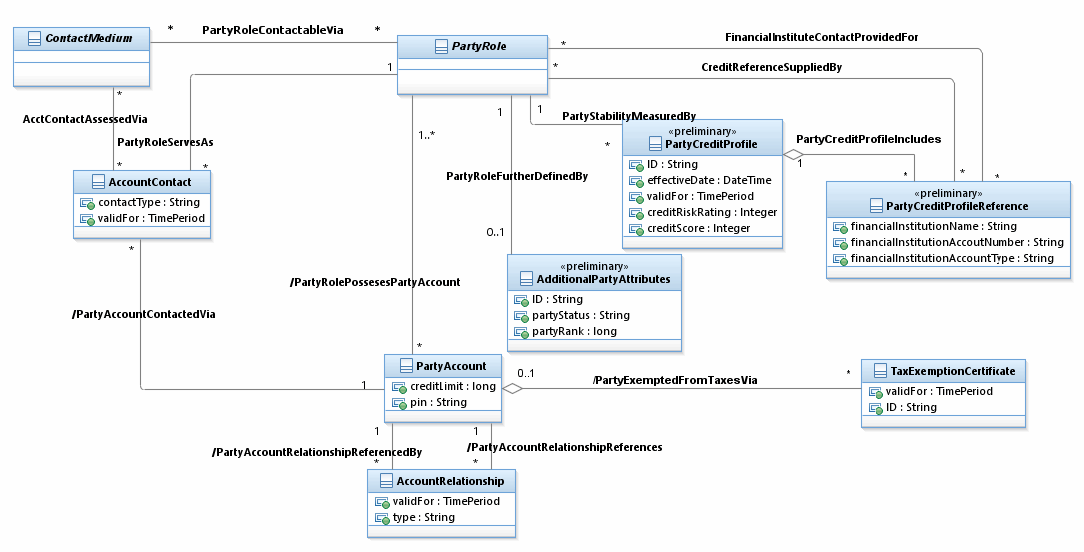 ContactMedium
*
PartyRoleContactableVia
*
PartyRole
*
FinancialInstituteContactProvidedFor
*
CreditReferenceSuppliedBy
1
*
AcctContactAssessedVia
1
1
PartyStabilityMeasuredBy
«preliminary»
PartyCreditProfile
ID : String
effectiveDate : DateTime
validFor : TimePeriod
creditRiskRating : Integer
creditScore : Integer
1..*
PartyRoleServesAs
*
PartyCreditProfileIncludes
1
*
*
*
*
*
AccountContact
contactType : String
validFor : TimePeriod
PartyRoleFurtherDefinedBy
«preliminary»
PartyCreditProfileReference
financialInstitutionName : String
financialInstitutionAccoutNumber : String
financialInstitutionAccountType : String
*
0..1
«preliminary»
AdditionalPartyAttributes
ID : String
partyStatus : String
partyRank : long
/PartyRolePossesesPartyAccount
/PartyAccountContactedVia
*
PartyAccount
creditLimit : long
pin : String
1
0..1
/PartyExemptedFromTaxesVia
*
TaxExemptionCertificate
validFor : TimePeriod
ID : String
1
1
/PartyAccountRelationshipReferencedBy
/PartyAccountRelationshipReferences
*
*
AccountRelationship
validFor : TimePeriod
type : String